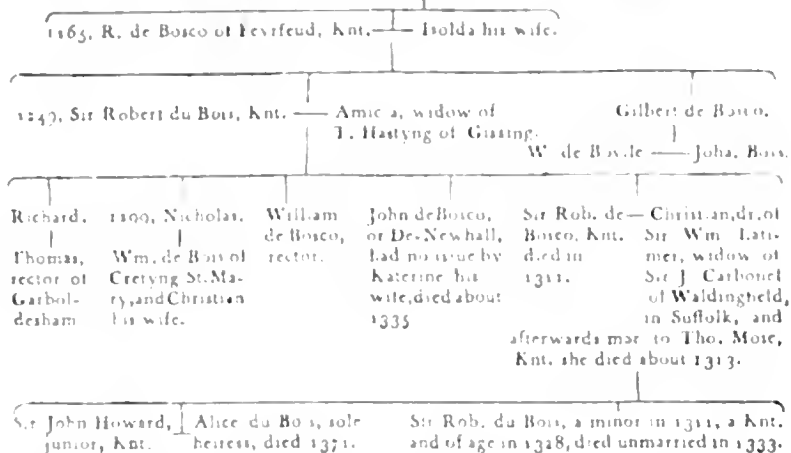 1165, R. de Bosco of Fevrfeud, Knt. Isolda his wife.
1249, Sir Robert du Bois, Knt. Amicia, widow of Gilbert de Bosco.
T. Hastyng of Gissing.
W. de Boyle Joha. Bois.
Richard. Nicholas. William John de Bosco, Sir Rob. de Christian, dr. of
de Bosco, or De-Newhall, Bosco, Knt. Sir Wm. Lati-
Thomas, Wm. de Bois of rector. had no issue by died in mer, widow of
rector of Cretyng St. Ma- Katerine his 1311. Sir J. Carbonel
Garbol- ry, and Christian wife, died about of Waldingfield,
desham his wife. 1335 in Suffolk, and
afterwards mar. to Tho. Mose,
Knt. she died about 1313.
Sir John Howard, Alice du Bois, sole Sir Rob. du Bois, a minor in 1311, a Knt.
junior, Knt. heiress, died 1371. and of age in 1328, died unmarried in 1333.